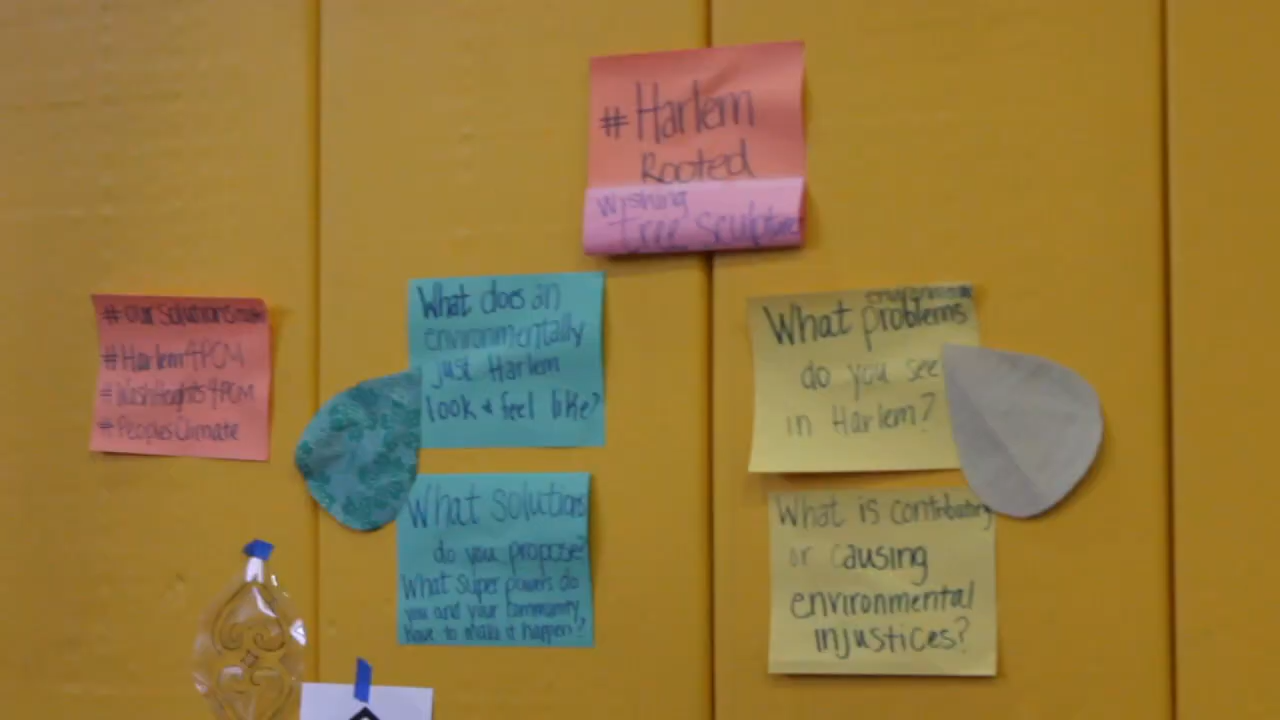 #Harlem
Rooted
Wishing
tree sculpture
#OurSolutions
#Harlem4PCM
#WashHeights4PCM
#PeoplesClimate
What does an
environmentally
just Harlem
look & feel like?
What solutions
do you propose?
What super powers do
you and your community
have to make it happen?
environmental
What problems
do you see
in Harlem?
What is contributing
or causing
environmental
injustices?